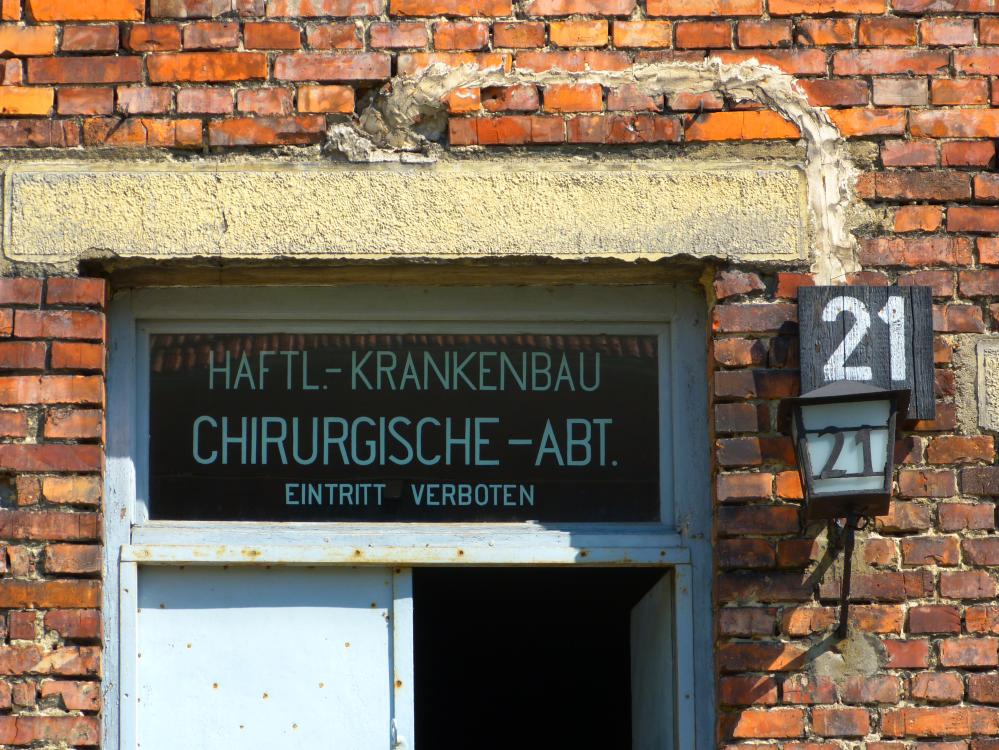 HAFTL.-KRANKENBAU
CHIRURGISCHE-ABT.
EINTRITT VERBOTEN
21
21